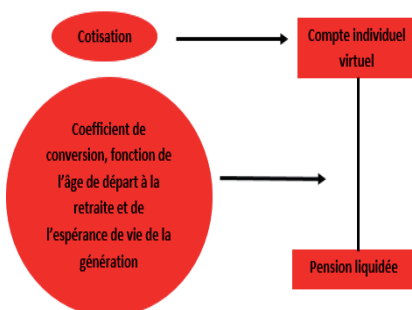 Cotisation
Compte individuel
virtuel
Coefficient de
conversion, fonction de
l'âge de départ à la
retraite et de
l'espérance de vie de la
génération
Pension liquidée